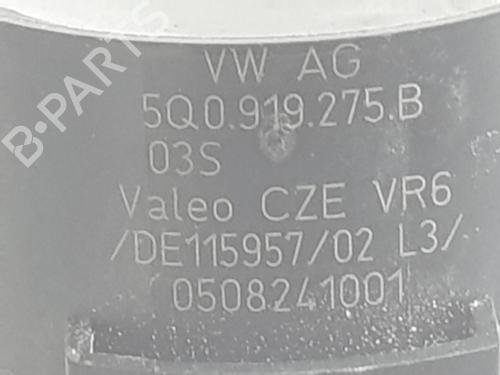 VW AG
5Q0.919.275.B
03S
Valeo CZE VR6
/DE115957/02 L3/
0508241001
B-PARTS